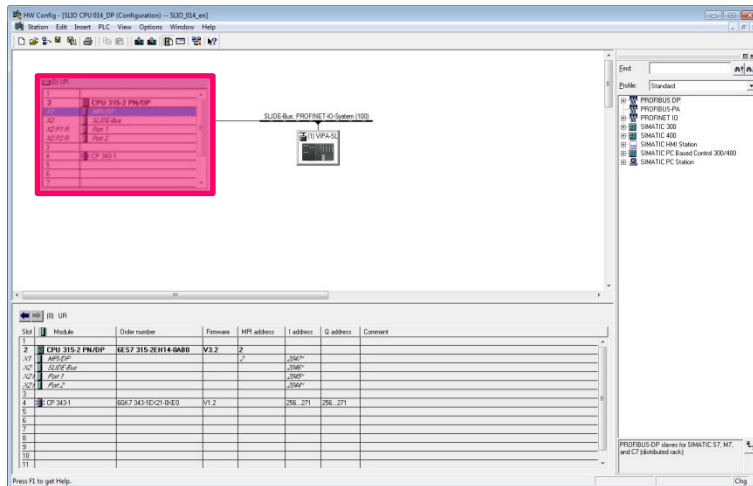 HW Config - [SLIO CPU 014_DP (Configuration) -- SLIO_014_en]
Station Edit Insert PLC View Options Window Help
(0) UR
1
2 CPU 315-2 PN/DP
X1 MPI/DP
X2 SLIDE-Bus
X2 P1 R Port 1
X2 P2 R Port 2
3
4 CP 343-1
5
6
7
SLIDE-Bus: PROFINET-IO-System (100)
(1) VIPA-SL
Find:
Profile: Standard
PROFIBUS DP
PROFIBUS-PA
PROFINET IO
SIMATIC 300
SIMATIC 400
SIMATIC HMI Station
SIMATIC PC Based Control 300/400
SIMATIC PC Station
(0) UR
Slot Module Order number Firmware MPI address I address Q address Comment
1
2 CPU 315-2 PN/DP 6ES7 315-2EH14-0AB0 V3.2 2
X1 MPI/DP 2 2047*
X2 SLIDE-Bus 2046*
X2 Port 1 2045*
X2 Port 2 2044*
3
4 CP 343-1 6GK7 343-1EX21-0XE0 V1.2 256...271 256...271
5
6
7
8
9
10
11
PROFIBUS-DP slaves for SIMATIC S7, M7,
and C7 (distributed rack)
Press F1 to get Help.
Chg